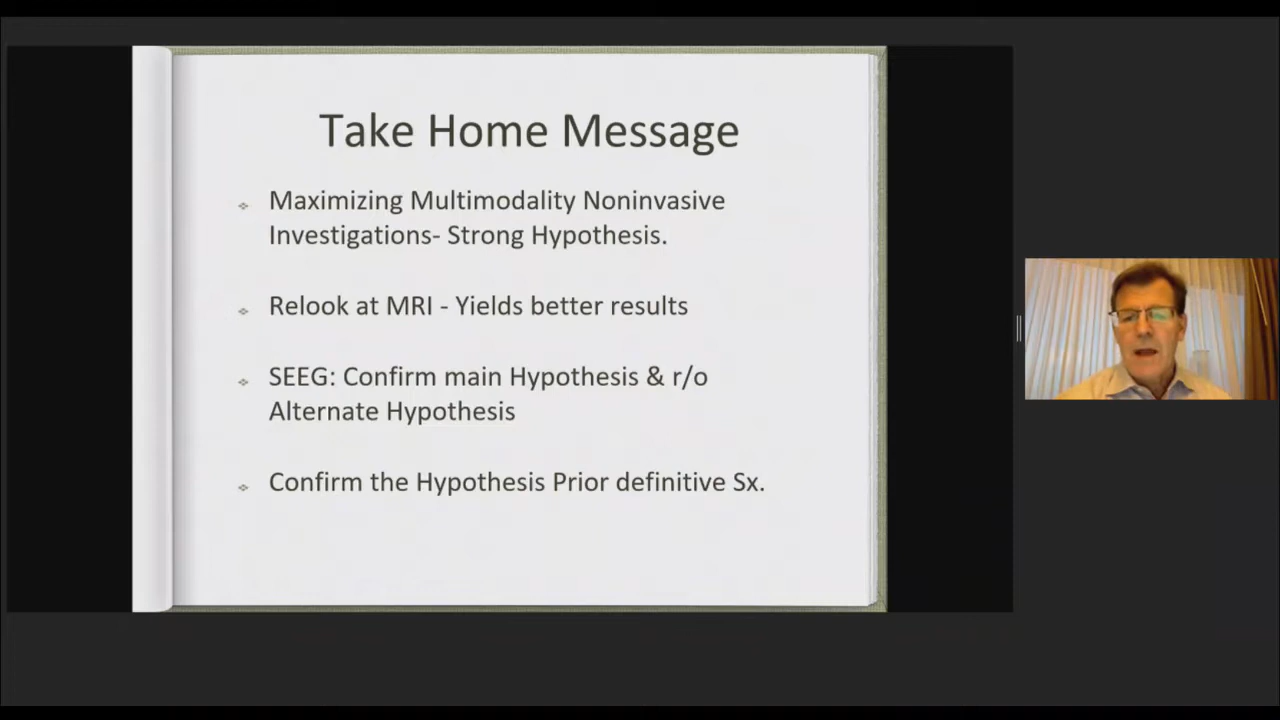 Take Home Message
Maximizing Multimodality Noninvasive
Investigations- Strong Hypothesis.
Relook at MRI - Yields better results
SEEG: Confirm main Hypothesis & r/o
Alternate Hypothesis
Confirm the Hypothesis Prior definitive Sx.